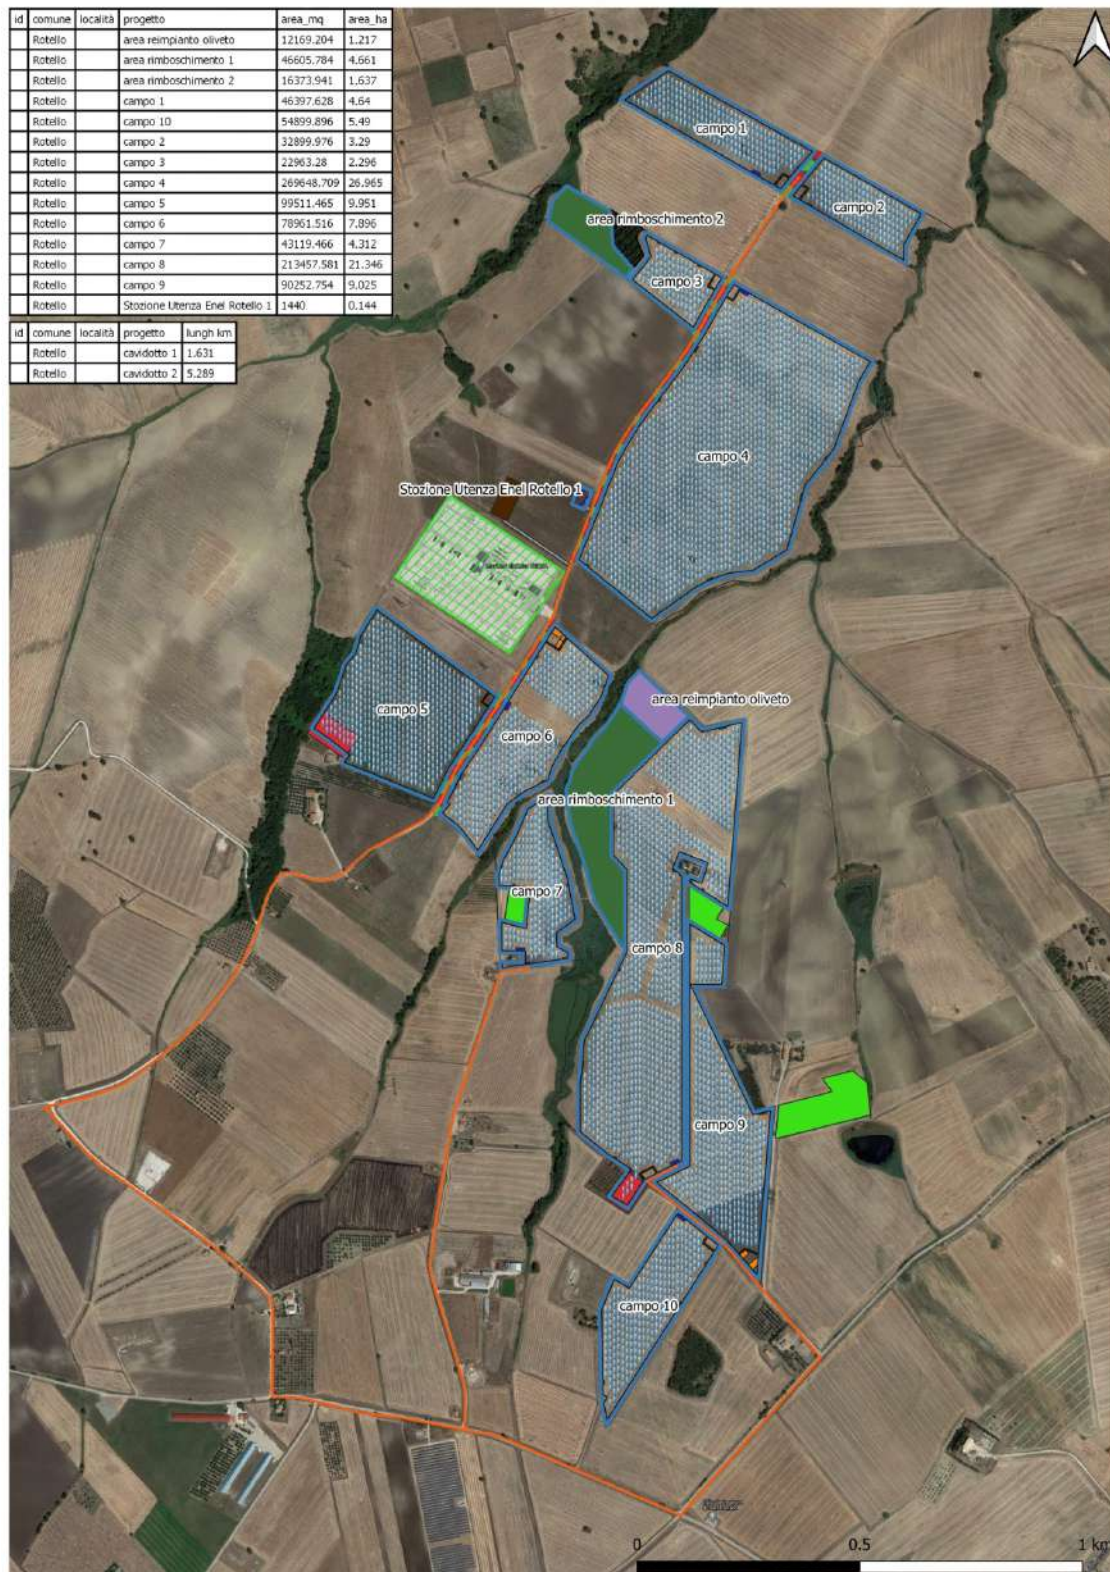 id comune località progetto area_mq area_ha
Rotello area reimpianto oliveto 12169.204 1.217
Rotello area rimboschimento 1 46605.784 4.661
Rotello area rimboschimento 2 16373.941 1.637
Rotello campo 1 46397.628 4.64
Rotello campo 10 54899.896 5.49
Rotello campo 2 32899.976 3.29
Rotello campo 3 22963.28 2.296
Rotello campo 4 269648.709 26.965
Rotello campo 5 99511.465 9.951
Rotello campo 6 78961.516 7.896
Rotello campo 7 43119.466 4.312
Rotello campo 8 213457.581 21.346
Rotello campo 9 90252.754 9.025
Rotello Stozione Utenza Enel Rotello 1 1440 0.144
id comune località progetto lungh km
Rotello cavidotto 1 1.631
Rotello cavidotto 2 5.289
campo 1
campo 2
area rimboschimento 2
campo 3
campo 4
Stozione Utenza Enel Rotello 1
area reimpianto oliveto
campo 5
campo 6
area rimboschimento 1
campo 7
campo 8
campo 9
campo 10
0 0.5 1 km